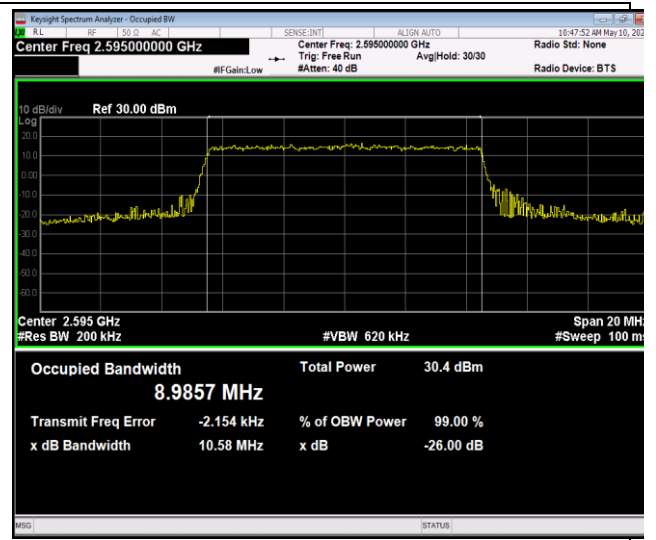 Keysight Spectrum Analyzer - Occupied BW
RL RF 50 Ω AC SENSE:INT ALIGN AUTO 10:47:52 AM May 10, 202
Center Freq 2.595000000 GHz Center Freq: 2.595000000 GHz Radio Std: None
Trig: Free Run Avg|Hold: 30/30
#IFGain:Low #Atten: 40 dB Radio Device: BTS
10 dB/div Ref 30.00 dBm
Log
20.0
10.0
0.00
-10.0
-20.0
-30.0
-40.0
-50.0
-60.0
Center 2.595 GHz Span 20 MH
#Res BW 200 kHz #VBW 620 kHz #Sweep 100 m
Occupied Bandwidth Total Power 30.4 dBm
8.9857 MHz
Transmit Freq Error -2.154 kHz % of OBW Power 99.00 %
x dB Bandwidth 10.58 MHz x dB -26.00 dB
MSG STATUS